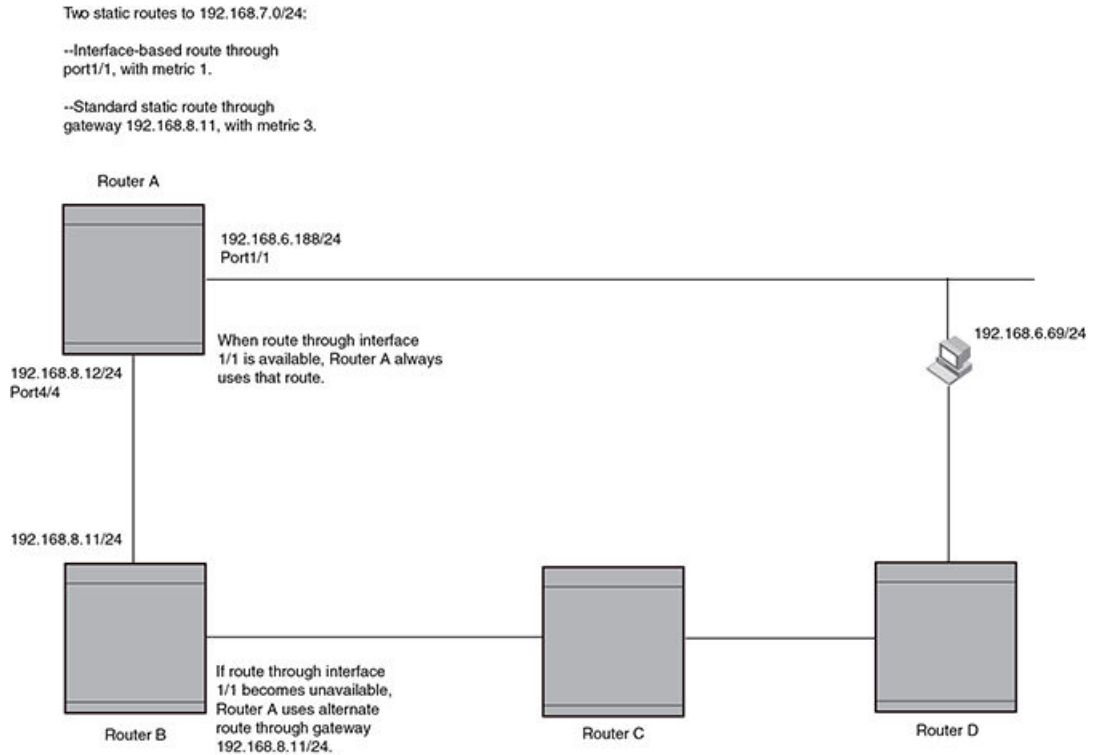 Two static routes to 192.168.7.0/24:
--Interface-based route through
port1/1, with metric 1.
--Standard static route through
gateway 192.168.8.11, with metric 3.
Router A
192.168.6.188/24
Port1/1
When route through interface
1/1 is available, Router A always
uses that route.
192.168.6.69/24
192.168.8.12/24
Port4/4
192.168.8.11/24
If route through interface
1/1 becomes unavailable,
Router A uses alternate
route through gateway
192.168.8.11/24.
Router B
Router C
Router D